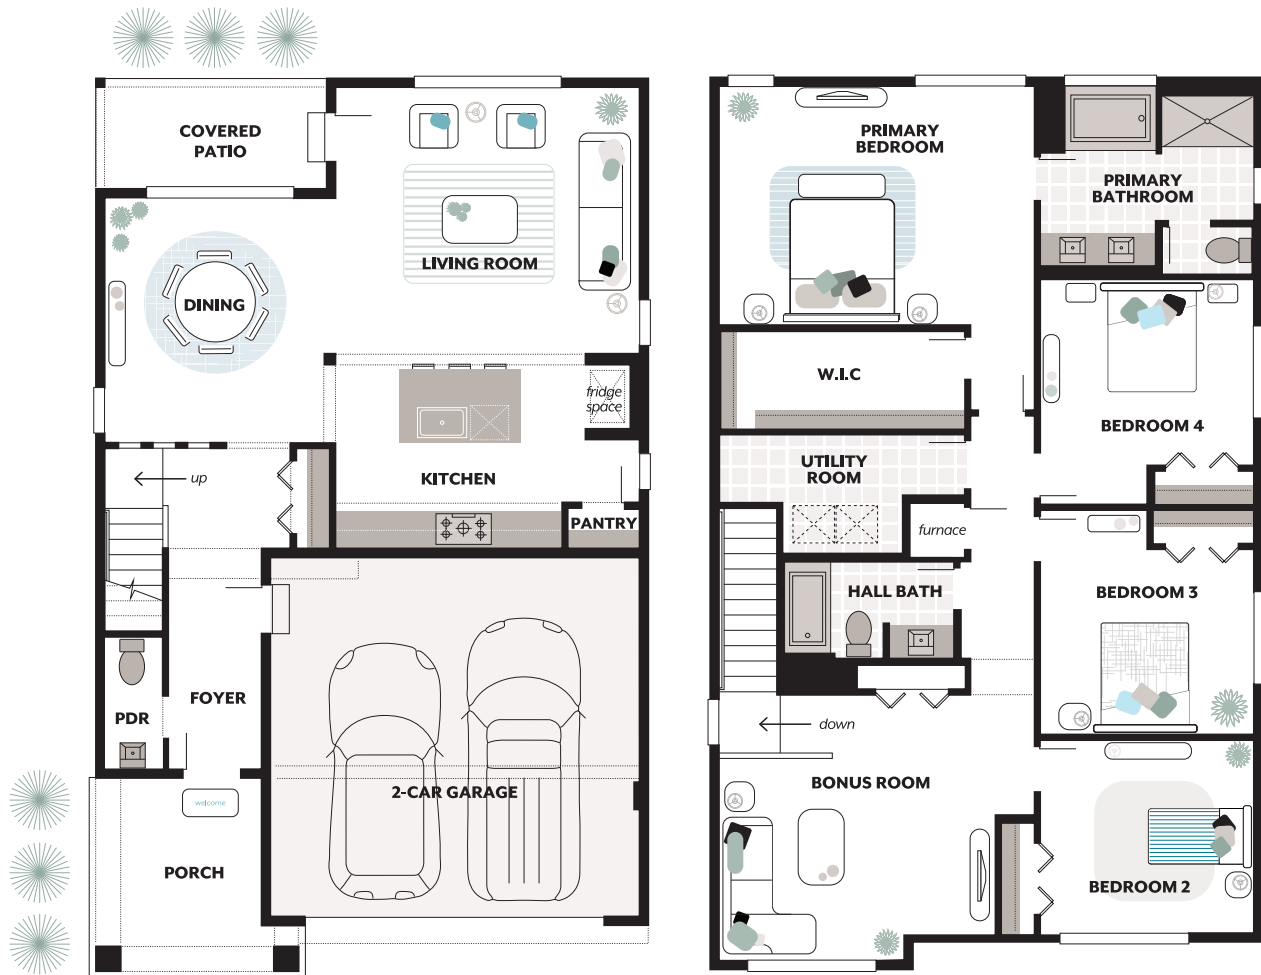 COVERED
PATIO
LIVING ROOM
DINING
fridge
space
up
KITCHEN
PANTRY
FOYER
PDR
2-CAR GARAGE
welcome
PORCH
PRIMARY
BEDROOM
PRIMARY
BATHROOM
W.I.C
BEDROOM 4
UTILITY
ROOM
furnace
HALL BATH
BEDROOM 3
down
BONUS ROOM
BEDROOM 2